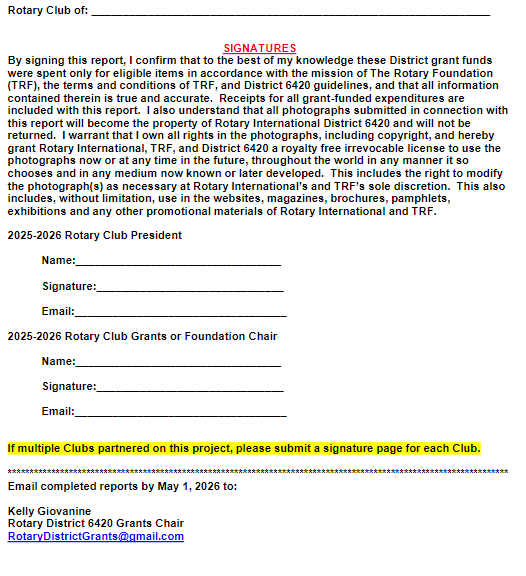 Rotary Club of: _______________________________________________________________
SIGNATURES
By signing this report, I confirm that to the best of my knowledge these District grant funds
were spent only for eligible items in accordance with the mission of The Rotary Foundation
(TRF), the terms and conditions of TRF, and District 6420 guidelines, and that all information
contained therein is true and accurate.  Receipts for all grant-funded expenditures are
included with this report.  I also understand that all photographs submitted in connection with
this report will become the property of Rotary International District 6420 and will not be
returned.  I warrant that I own all rights in the photographs, including copyright, and hereby
grant Rotary International, TRF, and District 6420 a royalty free irrevocable license to use the
photographs now or at any time in the future, throughout the world in any manner it so
chooses and in any medium now known or later developed.  This includes the right to modify
the photograph(s) as necessary at Rotary International's and TRF's sole discretion.  This also
includes, without limitation, use in the websites, magazines, brochures, pamphlets,
exhibitions and any other promotional materials of Rotary International and TRF.
2025-2026 Rotary Club President
Name:________________________________
Signature:_____________________________
Email:_________________________________
2025-2026 Rotary Club Grants or Foundation Chair
Name:________________________________
Signature:_____________________________
Email:_________________________________
If multiple Clubs partnered on this project, please submit a signature page for each Club.
****************************************************************************************************************
Email completed reports by May 1, 2026 to:
Kelly Giovanine
Rotary District 6420 Grants Chair
RotaryDistrictGrants@gmail.com